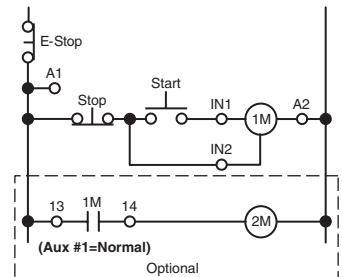 E-Stop
A1
Stop
Start
IN1
1M
A2
IN2
13
1M
14
2M
(Aux #1=Normal)
Optional